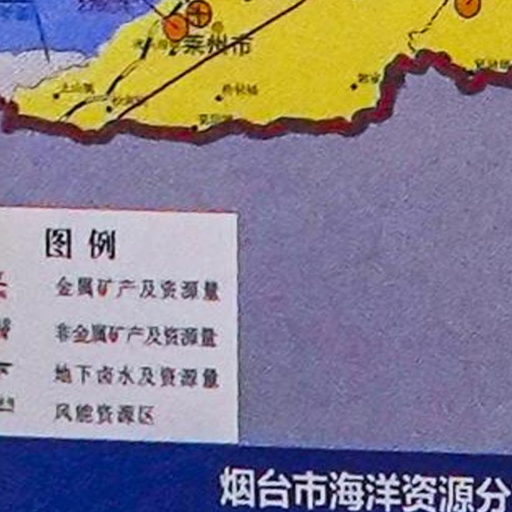 莱州市
图例
金属矿产及资源量
非金属矿产及资源量
地下卤水及资源量
风能资源区
烟台市海洋资源分